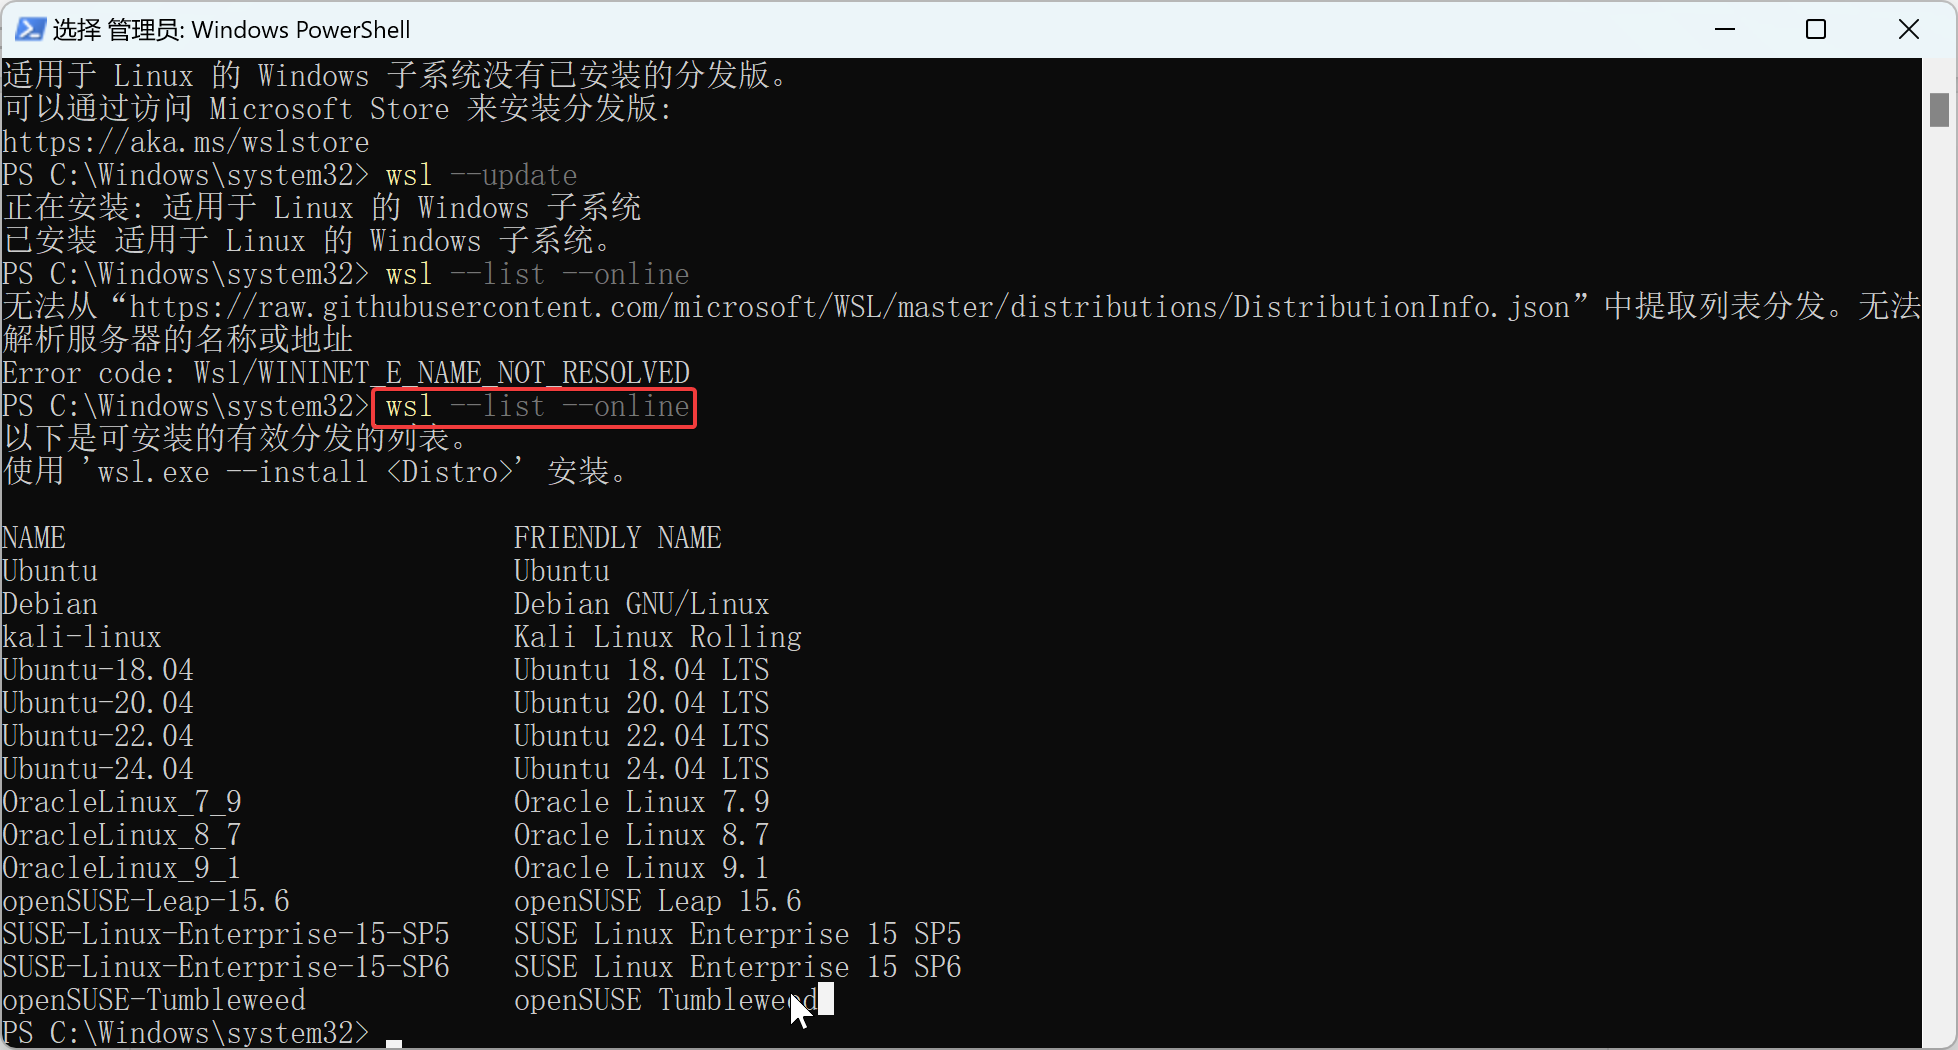 选择 管理员: Windows PowerShell
适用于 Linux 的 Windows 子系统没有已安装的分发版。
可以通过访问 Microsoft Store 来安装分发版:
https://aka.ms/wslstore
PS C:\Windows\system32> wsl --update
正在安装: 适用于 Linux 的 Windows 子系统
已安装 适用于 Linux 的 Windows 子系统。
PS C:\Windows\system32> wsl --list --online
无法从“https://raw.githubusercontent.com/microsoft/WSL/master/distributions/DistributionInfo.json”中提取列表分发。无法
解析服务器的名称或地址
Error code: Wsl/WININET_E_NAME_NOT_RESOLVED
PS C:\Windows\system32> wsl --list --online
以下是可安装的有效分发的列表。
使用 'wsl.exe --install <Distro>' 安装。
NAME FRIENDLY NAME
Ubuntu Ubuntu
Debian Debian GNU/Linux
kali-linux Kali Linux Rolling
Ubuntu-18.04 Ubuntu 18.04 LTS
Ubuntu-20.04 Ubuntu 20.04 LTS
Ubuntu-22.04 Ubuntu 22.04 LTS
Ubuntu-24.04 Ubuntu 24.04 LTS
OracleLinux_7_9 Oracle Linux 7.9
OracleLinux_8_7 Oracle Linux 8.7
OracleLinux_9_1 Oracle Linux 9.1
openSUSE-Leap-15.6 openSUSE Leap 15.6
SUSE-Linux-Enterprise-15-SP5 SUSE Linux Enterprise 15 SP5
SUSE-Linux-Enterprise-15-SP6 SUSE Linux Enterprise 15 SP6
openSUSE-Tumbleweed openSUSE Tumbleweed
PS C:\Windows\system32>